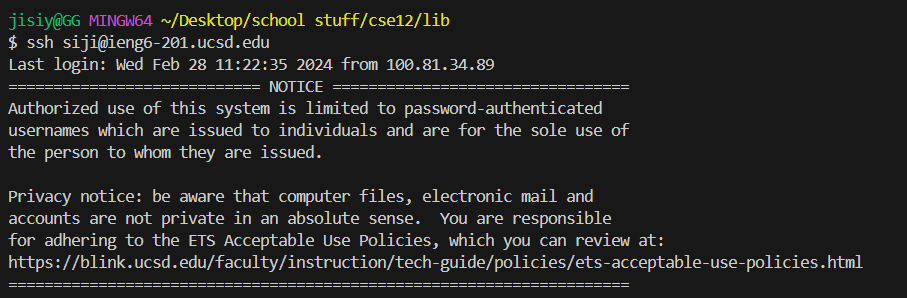 jisiy@GG MINGW64 ~/Desktop/school stuff/cse12/lib
$ ssh siji@ieng6-201.ucsd.edu
Last login: Wed Feb 28 11:22:35 2024 from 100.81.34.89
============================ NOTICE =================================
Authorized use of this system is limited to password-authenticated
usernames which are issued to individuals and are for the sole use of
the person to whom they are issued.
Privacy notice: be aware that computer files, electronic mail and
accounts are not private in an absolute sense.  You are responsible
for adhering to the ETS Acceptable Use Policies, which you can review at:
https://blink.ucsd.edu/faculty/instruction/tech-guide/policies/ets-acceptable-use-policies.html
=====================================================================